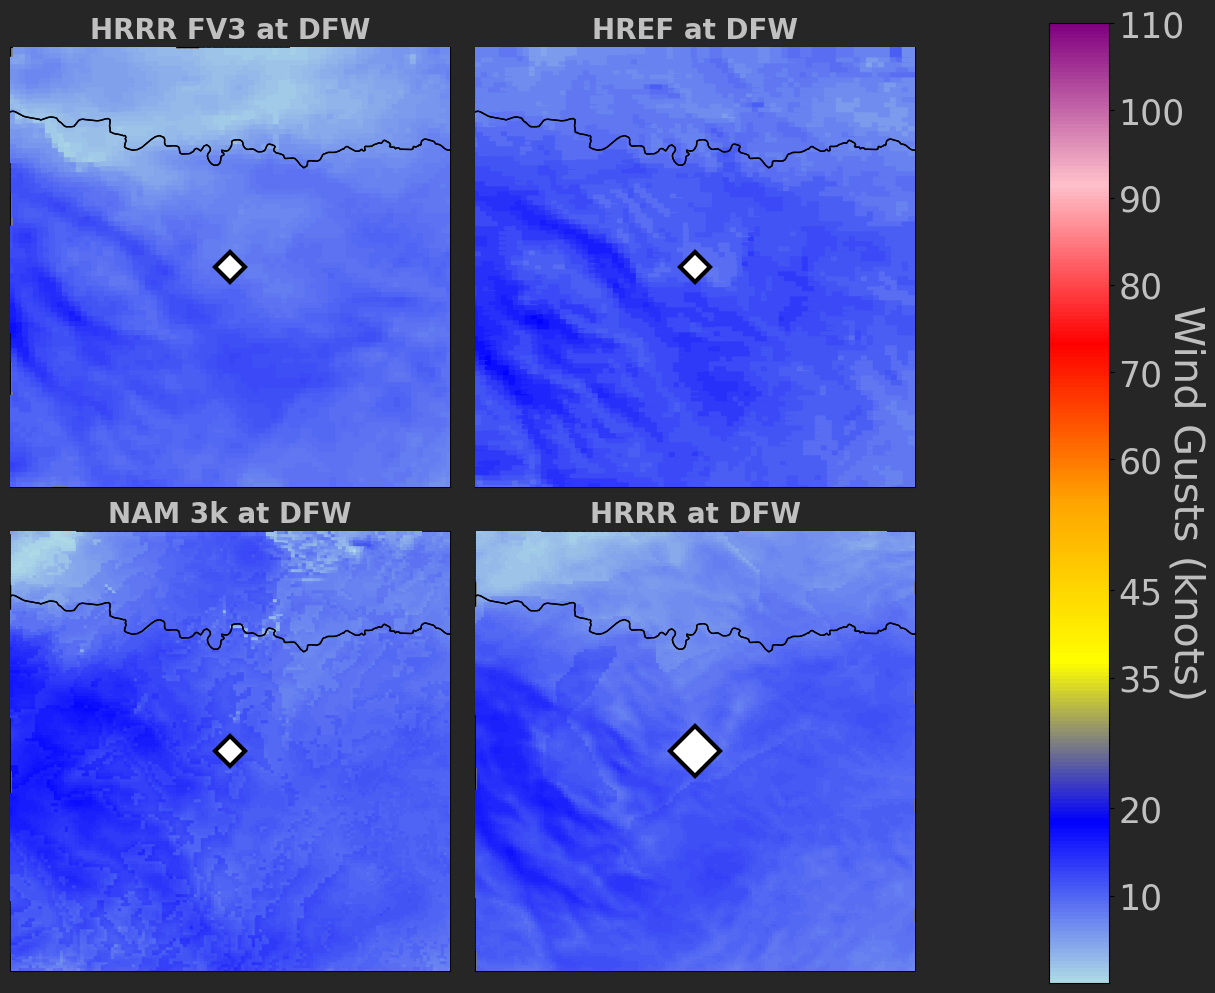 HRRR FV3 at DFW
HREF at DFW
NAM 3k at DFW
HRRR at DFW
110
100
90
80
70
60
45
35
20
10
Wind Gusts (knots)